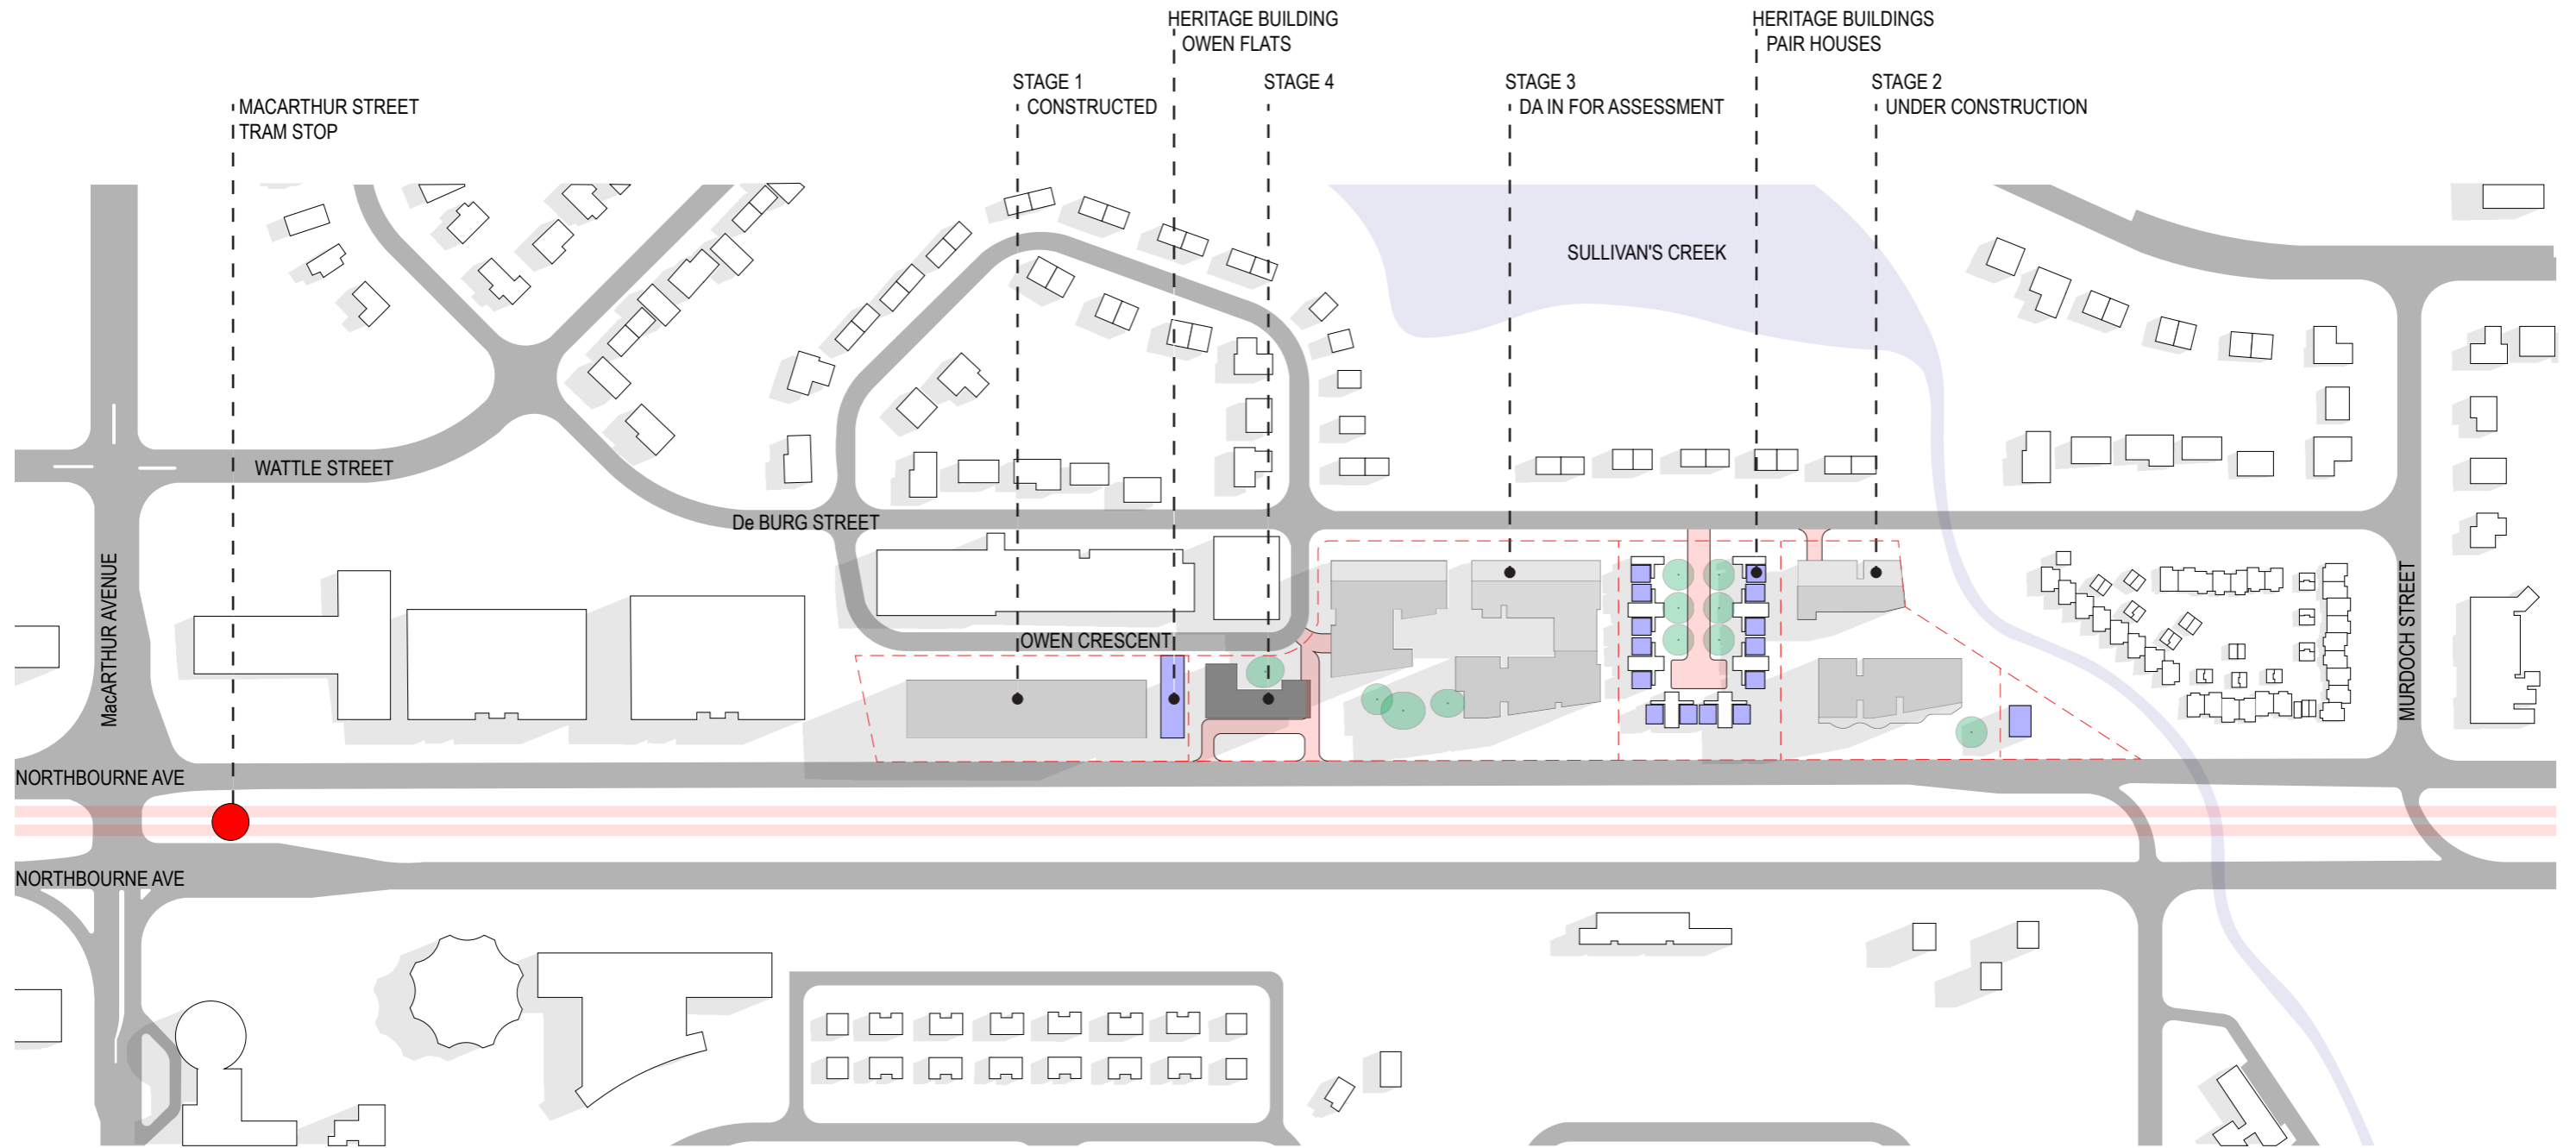 HERITAGE BUILDING
OWEN FLATS
HERITAGE BUILDINGS
PAIR HOUSES
STAGE 1
CONSTRUCTED
STAGE 4
STAGE 3
DA IN FOR ASSESSMENT
STAGE 2
UNDER CONSTRUCTION
MACARTHUR STREET
TRAM STOP
SULLIVAN'S CREEK
WATTLE STREET
De BURG STREET
MacARTHUR AVENUE
MURDOCH STREET
OWEN CRESCENT
NORTHBOURNE AVE
NORTHBOURNE AVE